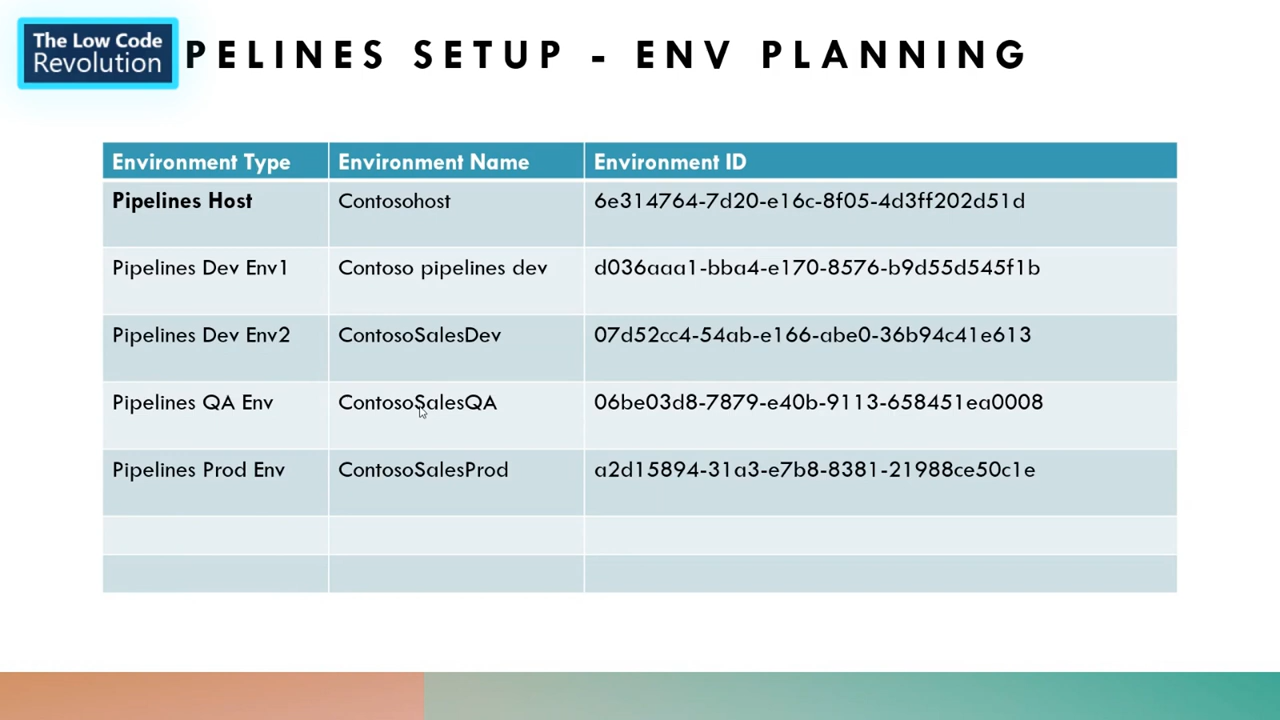 The Low Code
Revolution
PELINES SETUP - ENV PLANNING
Environment Type Environment Name Environment ID
Pipelines Host Contosohost 6e314764-7d20-e16c-8f05-4d3ff202d51d
Pipelines Dev Env1 Contoso pipelines dev d036aaa1-bba4-e170-8576-b9d55d545f1b
Pipelines Dev Env2 ContosoSalesDev 07d52cc4-54ab-e166-abe0-36b94c41e613
Pipelines QA Env ContosoSalesQA 06be03d8-7879-e40b-9113-658451ea0008
Pipelines Prod Env ContosoSalesProd a2d15894-31a3-e7b8-8381-21988ce50c1e